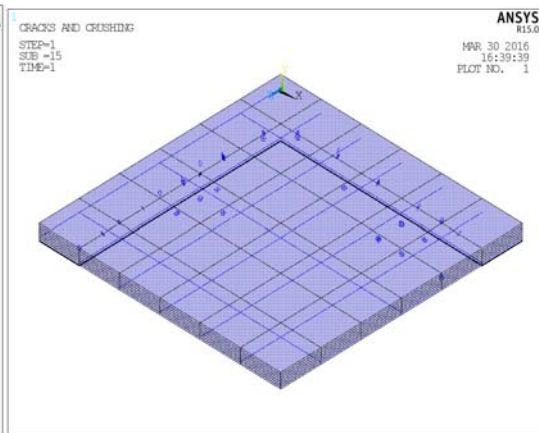 1
CRACKS AND CRUSHING
STEP=1
SUB =15
TIME=1
ANSYS
R15.0
MAR 30 2016
16:39:39
PLOT NO. 1
Y
Z
X